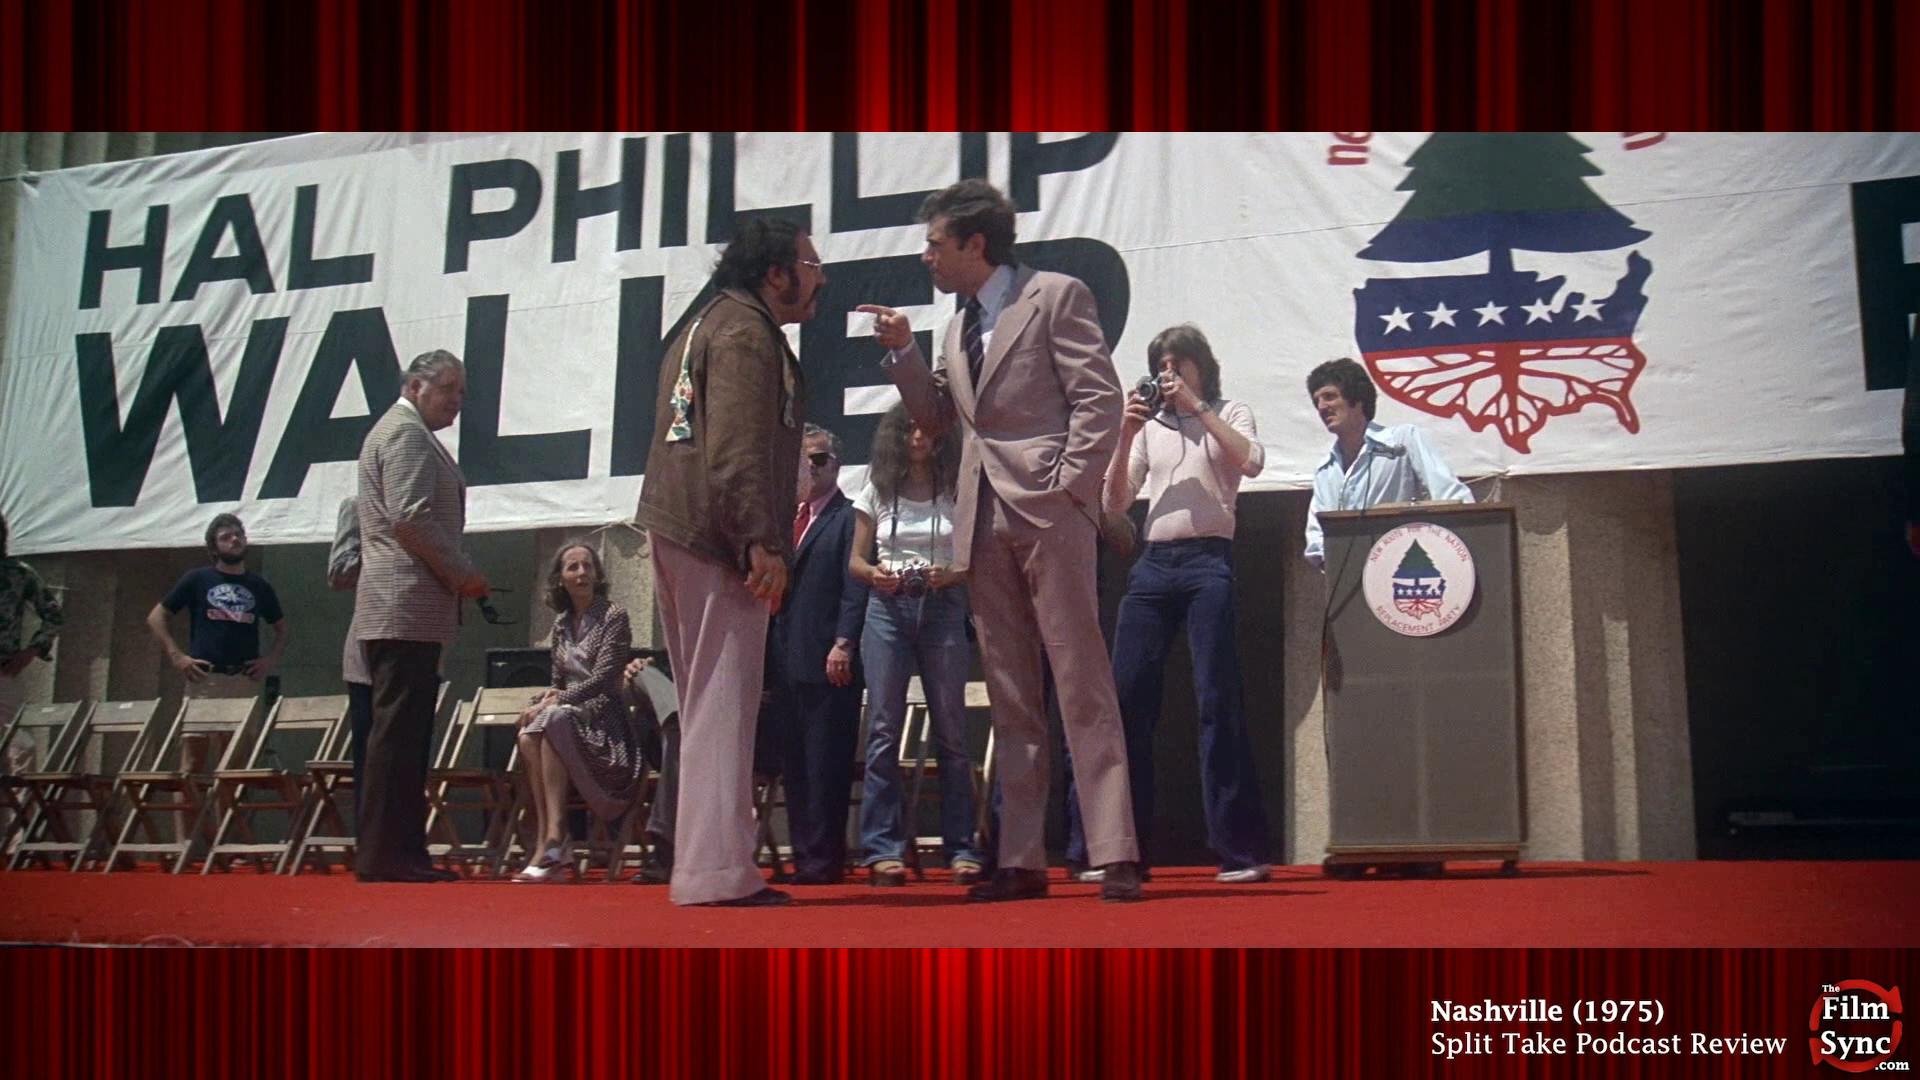 HAL PHILLIP
WALKER
ne
NEW ROOTS FOR THE NATION
REPLACEMENT PARTY
Nashville (1975)
Split Take Podcast Review
The
Film
Sync
.com